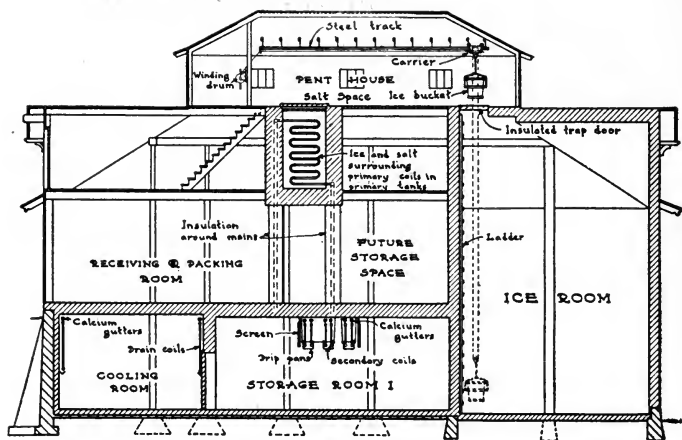 Steel track
Carrier
Winding
drum
PENT HOUSE
Salt Space
Ice bucket
Insulated trap door
Ice and salt
surrounding
primary coils in
primary tanks
Insulation
around mains
Ladder
RECEIVING & PACKING
ROOM
FUTURE
STORAGE
SPACE
ICE ROOM
Calcium
gutters
Drain coils
COOLING
ROOM
Screen
Calcium
gutters
Drip pans
Secondary coils
STORAGE ROOM I